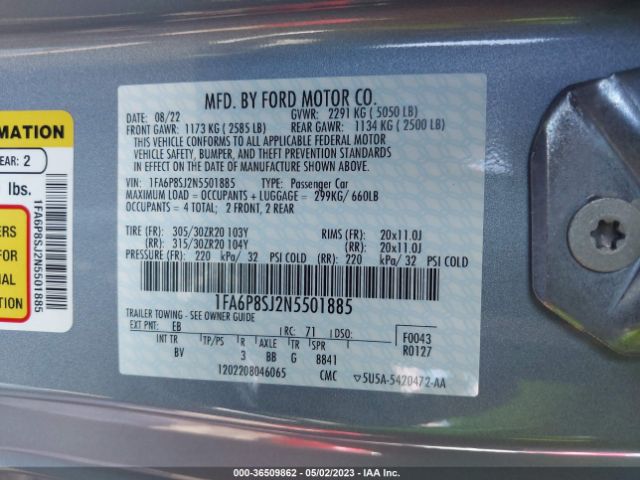 MFD. BY FORD MOTOR CO.
DATE: 08/22 GVWR: 2291 KG ( 5050 LB)
FRONT GAWR: 1173 KG ( 2585 LB) REAR GAWR: 1134 KG ( 2500 LB)
THIS VEHICLE CONFORMS TO ALL APPLICABLE FEDERAL MOTOR
VEHICLE SAFETY, BUMPER, AND THEFT PREVENTION STANDARDS
IN EFFECT ON THE DATE OF MANUFACTURE SHOWN ABOVE.
VIN: 1FA6P8SJ2N5501885 TYPE: Passenger Car
MAXIMUM LOAD = OCCUPANTS + LUGGAGE = 299KG/ 660LB
OCCUPANTS = 4 TOTAL; 2 FRONT, 2 REAR
TIRE (FR): 305/30ZR20 103Y RIMS (FR): 20x11.0J
(RR): 315/30ZR20 104Y (RR): 20x11.0J
PRESSURE (FR): 220 kPa/ 32 PSI COLD (RR): 220 kPa/ 32 PSI COLD
1FA6P8SJ2N5501885
TRAILER TOWING - SEE OWNER GUIDE
EXT PNT: EB RC: 71 DSO: F0043
INT TR TP/PS R AXLE TR SPR R0127
BV 3 BB G 8841
1202208046065 CMC 5U5A-5420472-AA
RMATION
EAR: 2
lbs.
ERS
FOR
NAL
ION
1FA6P8SJ2N5501885
000-36509862 - 05/02/2023 - IAA Inc.